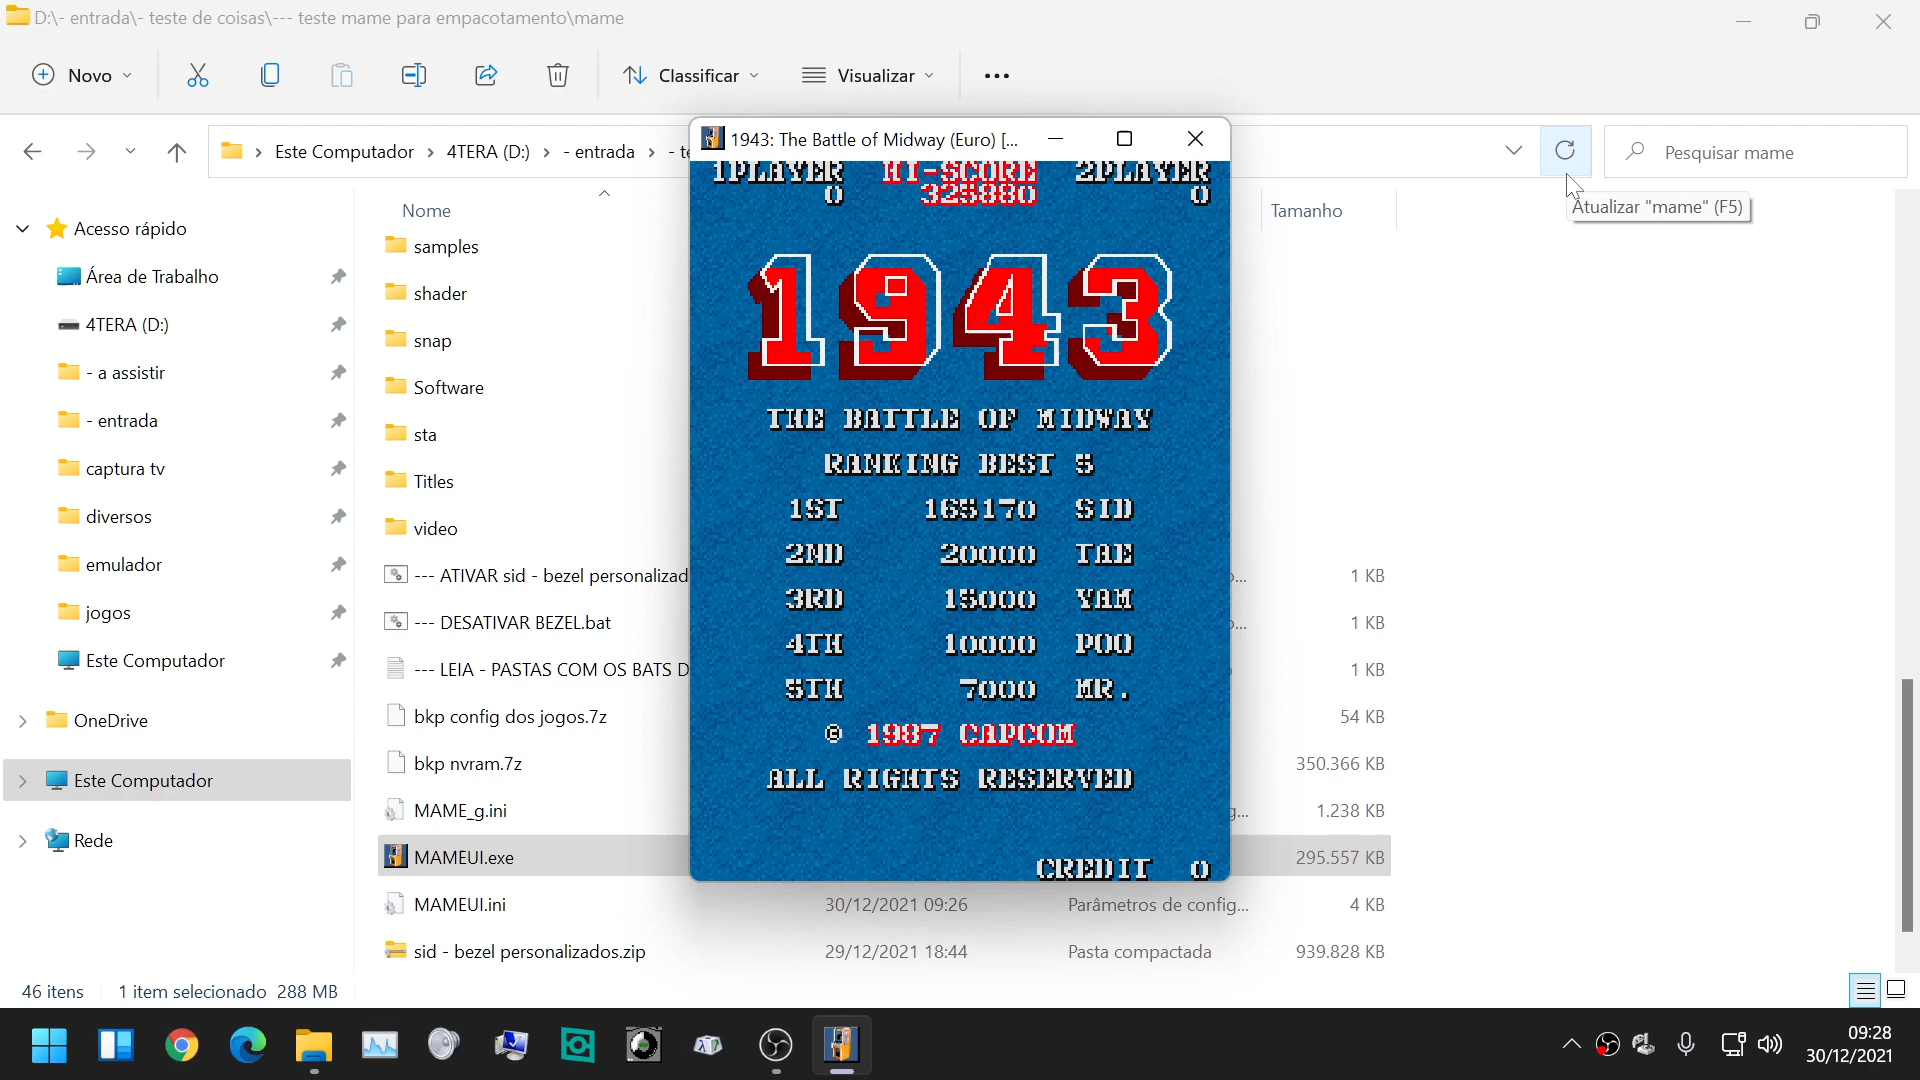 D:\- entrada\- teste de coisas\--- teste mame para empacotamento\mame
Novo
Classificar
Visualizar
Este Computador
4TERA (D:)
- entrada
- te
Pesquisar mame
Atualizar "mame" (F5)
Nome
Tamanho
Acesso rápido
Área de Trabalho
4TERA (D:)
- a assistir
- entrada
captura tv
diversos
emulador
jogos
Este Computador
OneDrive
Este Computador
Rede
samples
shader
snap
Software
sta
Titles
video
--- ATIVAR sid - bezel personalizad
o...
1 KB
--- DESATIVAR BEZEL.bat
o...
1 KB
--- LEIA - PASTAS COM OS BATS D
1 KB
bkp config dos jogos.7z
54 KB
bkp nvram.7z
350.366 KB
MAME_g.ini
g...
1.238 KB
MAMEUI.exe
295.557 KB
MAMEUI.ini
30/12/2021 09:26
Parâmetros de config...
4 KB
sid - bezel personalizados.zip
29/12/2021 18:44
Pasta compactada
939.828 KB
1943: The Battle of Midway (Euro) [...
1PLAYER HI-SCORE 2PLAYER
0 325880 0
1943
THE BATTLE OF MIDWAY
RANKING BEST 5
1ST 165170 SID
2ND 20000 TAE
3RD 15000 YAM
4TH 10000 POO
5TH 7000 MR.
© 1987 CAPCOM
ALL RIGHTS RESERVED
CREDIT 0
46 itens
1 item selecionado 288 MB
09:28
30/12/2021